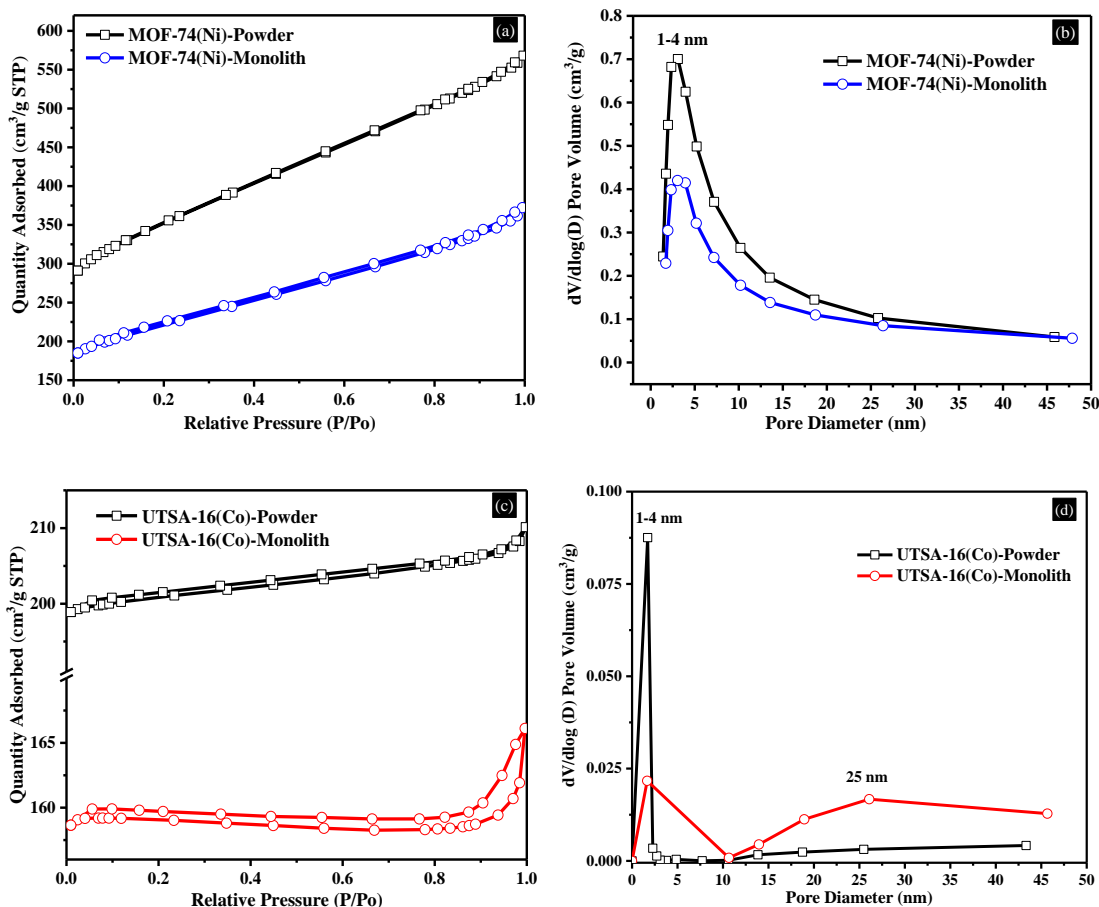 (a)
MOF-74(Ni)-Powder
MOF-74(Ni)-Monolith
Quantity Adsorbed (cm³/g STP)
600
550
500
450
400
350
300
250
200
150
0.0 0.2 0.4 0.6 0.8 1.0
Relative Pressure (P/Po)
(b)
1-4 nm
MOF-74(Ni)-Powder
MOF-74(Ni)-Monolith
dV/dlog(D) Pore Volume (cm³/g)
0.8
0.7
0.6
0.5
0.4
0.3
0.2
0.1
0.0
0 5 10 15 20 25 30 35 40 45 50
Pore Diameter (nm)
(c)
UTSA-16(Co)-Powder
UTSA-16(Co)-Monolith
Quantity Adsorbed (cm³/g STP)
210
200
165
160
0.0 0.2 0.4 0.6 0.8 1.0
Relative Pressure (P/Po)
(d)
1-4 nm
UTSA-16(Co)-Powder
UTSA-16(Co)-Monolith
25 nm
dV/dlog (D) Pore Volume (cm³/g)
0.100
0.075
0.050
0.025
0.000
0 5 10 15 20 25 30 35 40 45 50
Pore Diameter (nm)